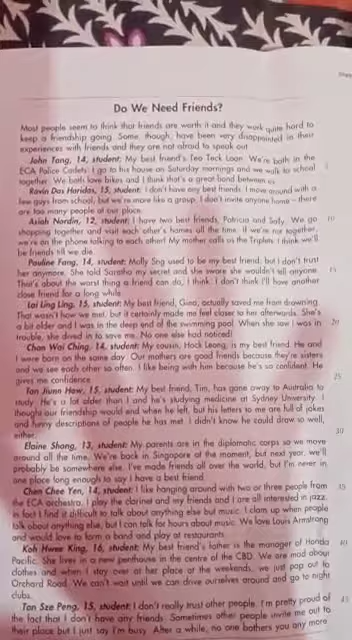 Do We Need Friends?
Most people seem to think that friends are worth it and they work quite hard to
keep a friendship going. Some, though, have been very disappointed in their
experiences with friends and they are not afraid to speak out.
John Tang, 14, student: My best friend's Teo Teck Loon. We're both in the
ECA Police Cadets. I go to his house on Saturday mornings and we walk to school
together. We both love bikes and I think that's a great bond between us.
Ravin Das Haridas, 15, student: I don't have any best friends. I move around with a
few guys from school, but we're more like a group. I don't invite anyone home – there
are too many people at our place.
Asiah Nordin, 12, student: I have two best friends, Patricia and Sofy. We go 10
shopping together and visit each other's homes all the time. If we're not together,
we're on the phone talking to each other! My mother calls us the Triplets. I think we'll
be friends till we die.
Pauline Fang, 14, student: Molly Sng used to be my best friend, but I don't trust
her anymore. She told Saratha my secret and she swore she wouldn't tell anyone. 15
That's about the worst thing a friend can do, I think. I don't think I'll have another
close friend for a long while.
Lai Ling Ling, 15, student: My best friend, Gina, actually saved me from drowning.
That wasn't how we met, but it certainly made me feel closer to her afterwards. She's
a bit older and I was in the deep end of the swimming pool. When she saw I was in 20
trouble, she dived in to save me. No one else had noticed!
Chan Wai Ching, 14, student: My cousin, Hock Leong, is my best friend. He and
I were born on the same day. Our mothers are good friends because they're sisters
and we see each other so often. I like being with him because he's so confident. He
gives me confidence. 25
Tan Jiunn Haw, 15, student: My best friend, Tim, has gone away to Australia to
study. He's a lot older than I and he's studying medicine at Sydney University. I
thought our friendship would end when he left, but his letters to me are full of jokes
and funny descriptions of people he has met. I didn't know he could draw so well,
either. 30
Elaine Shong, 13, student: My parents are in the diplomatic corps so we move
around all the time. We're back in Singapore at the moment, but next year, we'll
probably be somewhere else. I've made friends all over the world, but I'm never in
one place long enough to say I have a best friend.
Chen Chee Yen, 14, student: I like hanging around with two or three people from 35
the ECA orchestra. I play the clarinet and my friends and I are all interested in jazz.
In fact I find it difficult to talk about anything else but music. I clam up when people
talk about anything else, but I can talk for hours about music. We love Louis Armstrong
and would love to form a band and play at restaurants.
Koh Hwee King, 16, student: My best friend's father is the manager of Honda 40
Pacific. She lives in a new penthouse in the centre of the CBD. We are mad about
clothes and when I stay over at her place at the weekends, we just pop out to
Orchard Road. We can't wait until we can drive ourselves around and go to night
clubs.
Tan Sze Peng, 15, student: I don't really trust other people. I'm pretty proud of 45
the fact that I don't have any friends. Sometimes other people invite me out to
their place but I just say I'm busy. After a while, no one bothers you any more